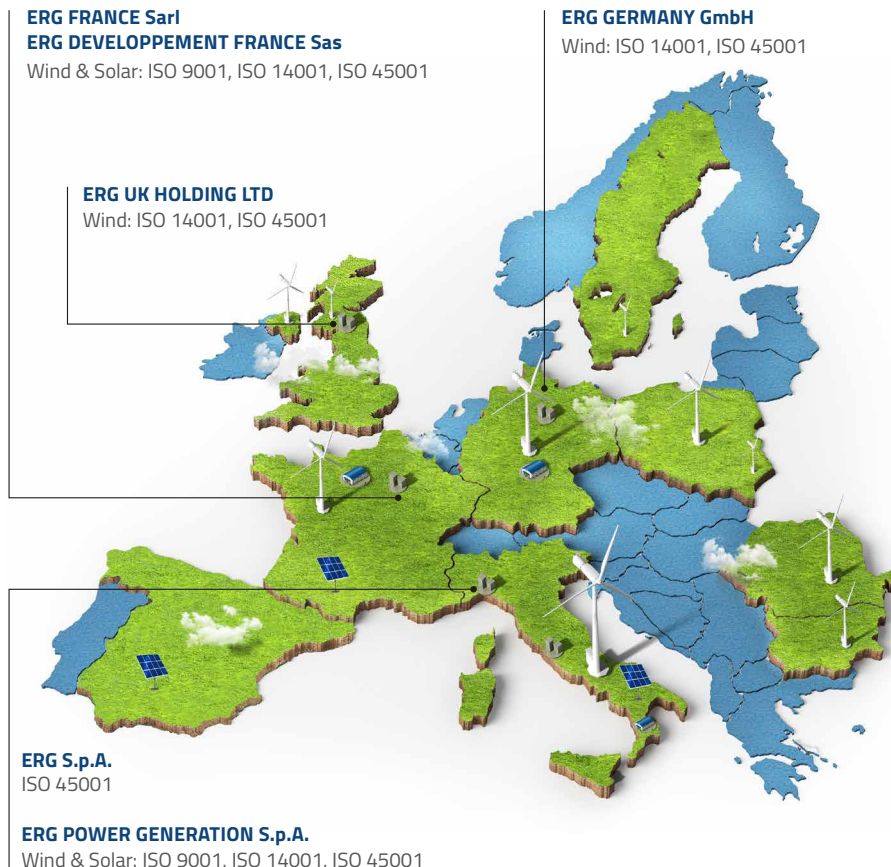 ERG FRANCE Sarl
ERG DEVELOPPEMENT FRANCE Sas
Wind & Solar: ISO 9001, ISO 14001, ISO 45001
ERG GERMANY GmbH
Wind: ISO 14001, ISO 45001
ERG UK HOLDING LTD
Wind: ISO 14001, ISO 45001
ERG S.p.A.
ISO 45001
ERG POWER GENERATION S.p.A.
Wind & Solar: ISO 9001, ISO 14001, ISO 45001